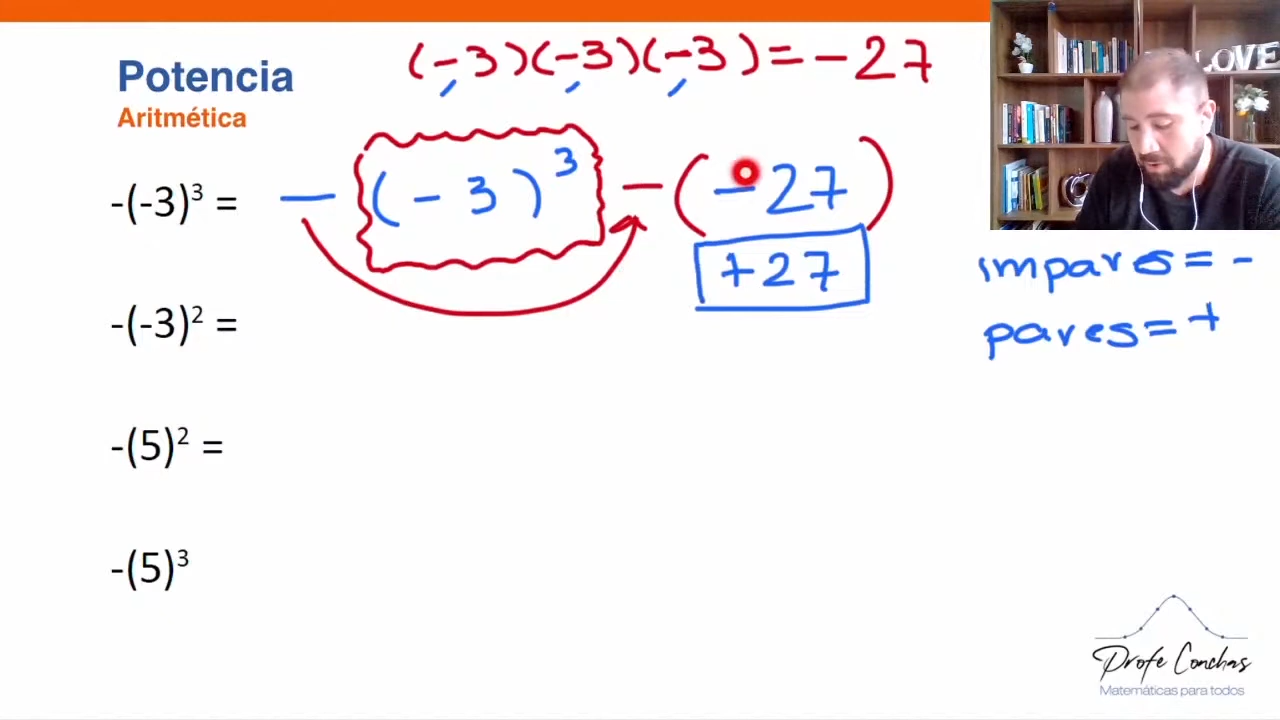 (-3)(-3)(-3)=-27
Potencia
Aritmética
-(-3)³ = -(-3)³ -(-27)
+27
LOVE
impares= -
pares= +
-(-3)² =
-(5)² =
-(5)³
Profe Conchas
Matemáticas para todos